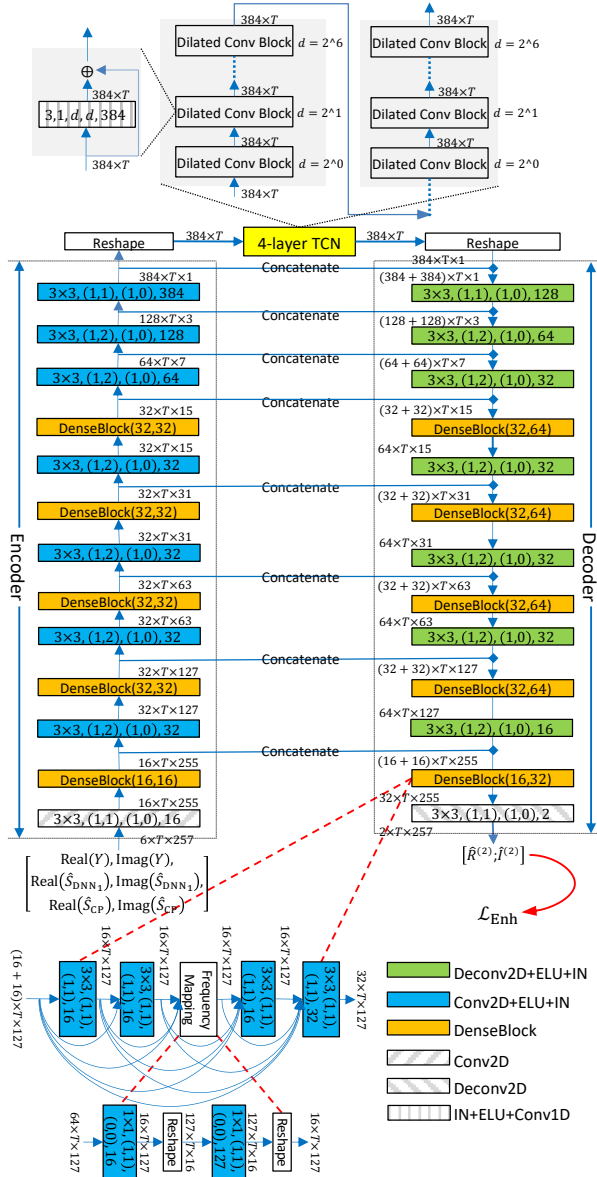 384×T
384×T
Dilated Conv Block
d = 2^6
Dilated Conv Block
d = 2^6
⊕
384×T
384×T
384×T
3, 1, d, d, 384
Dilated Conv Block
d = 2^1
Dilated Conv Block
d = 2^1
384×T
384×T
384×T
Dilated Conv Block
d = 2^0
Dilated Conv Block
d = 2^0
384×T
Reshape
384×T
4-layer TCN
384×T
Reshape
Concatenate
384×T×1
384×T×1
(384 + 384)×T×1
3×3, (1,1), (1,0), 384
3×3, (1,1), (1,0), 128
Concatenate
128×T×3
(128 + 128)×T×3
3×3, (1,2), (1,0), 128
3×3, (1,2), (1,0), 64
Concatenate
64×T×7
(64 + 64)×T×7
3×3, (1,2), (1,0), 64
3×3, (1,2), (1,0), 32
Concatenate
32×T×15
(32 + 32)×T×15
DenseBlock(32,32)
DenseBlock(32,64)
32×T×15
64×T×15
3×3, (1,2), (1,0), 32
3×3, (1,2), (1,0), 32
Concatenate
32×T×31
(32 + 32)×T×31
DenseBlock(32,32)
DenseBlock(32,64)
32×T×31
64×T×31
3×3, (1,2), (1,0), 32
3×3, (1,2), (1,0), 32
Encoder
Decoder
Concatenate
32×T×63
(32 + 32)×T×63
DenseBlock(32,32)
DenseBlock(32,64)
32×T×63
64×T×63
3×3, (1,2), (1,0), 32
3×3, (1,2), (1,0), 32
Concatenate
32×T×127
(32 + 32)×T×127
DenseBlock(32,32)
DenseBlock(32,64)
32×T×127
64×T×127
3×3, (1,2), (1,0), 32
3×3, (1,2), (1,0), 16
Concatenate
16×T×255
(16 + 16)×T×255
DenseBlock(16,16)
DenseBlock(16,32)
16×T×255
32×T×255
3×3, (1,1), (1,0), 16
3×3, (1,1), (1,0), 2
6×T×257
2×T×257
Real(Y), Imag(Y),
Real(Ŝ_DNN₁), Imag(Ŝ_DNN₁),
Real(Ŝ_CP), Imag(Ŝ_CP)
[R̂⁽²⁾; Î⁽²⁾]
ℒ_Enh
(16 + 16)×T×127
3×3, (1,1), (1,1), 16
16×T×127
3×3, (1,1), (1,1), 16
16×T×127
Frequency Mapping
16×T×127
3×3, (1,1), (1,1), 16
16×T×127
3×3, (1,1), (1,1), 32
32×T×127
64×T×127
1×1, (1,1), (0,0), 16
16×T×127
Reshape
127×T×16
1×1, (1,1), (0,0), 127
127×T×16
Reshape
16×T×127
Deconv2D+ELU+IN
Conv2D+ELU+IN
DenseBlock
Conv2D
Deconv2D
IN+ELU+Conv1D